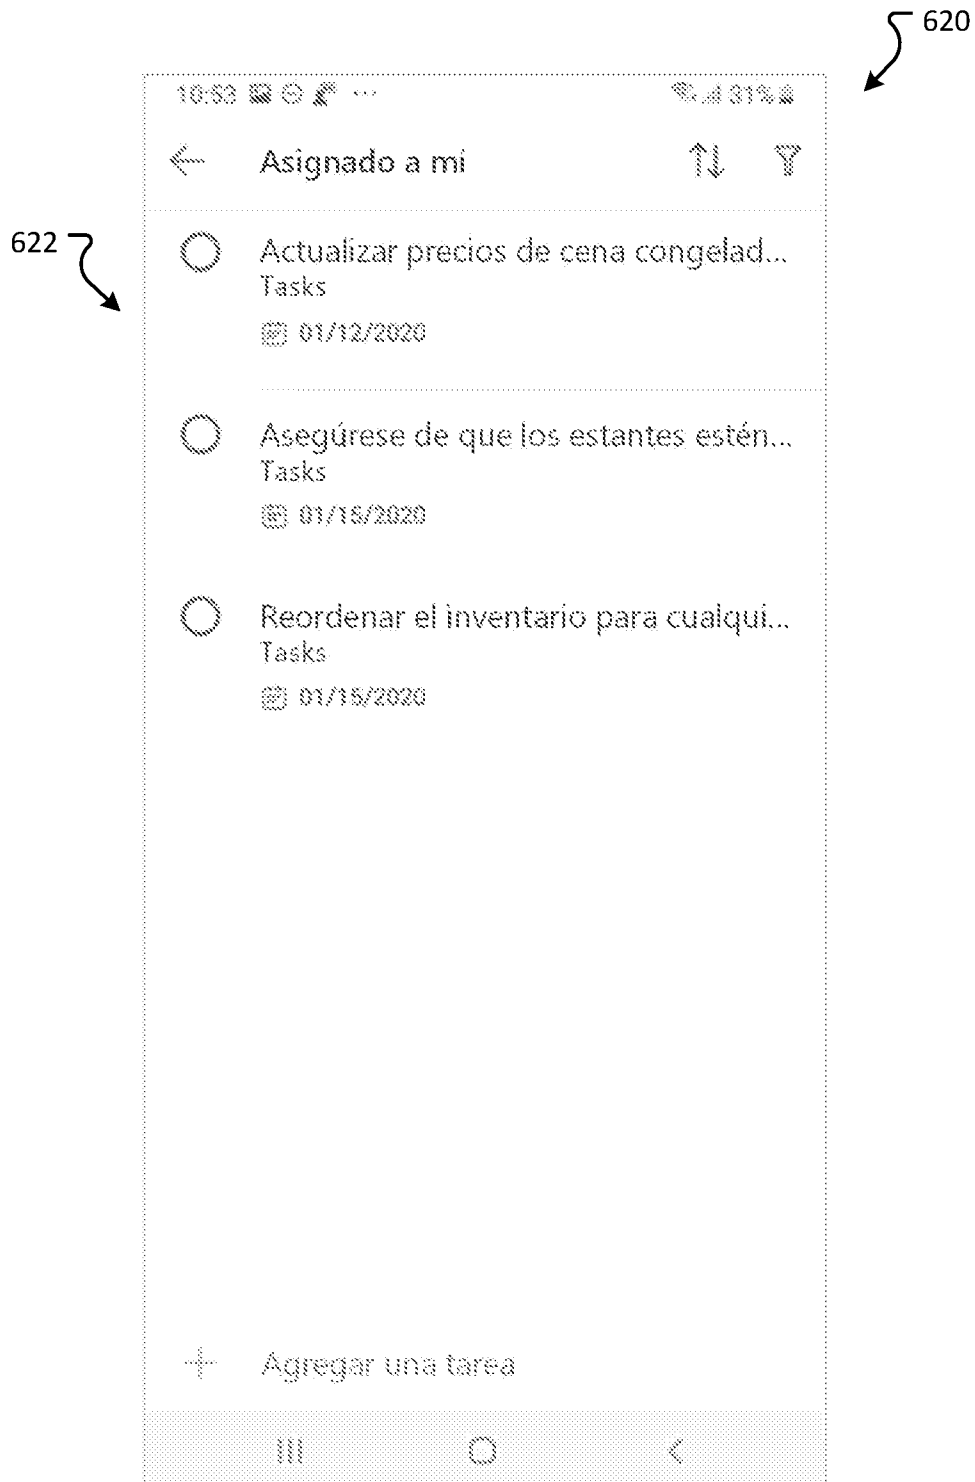 620
10:53 ... 31%
Asignado a mí
622
Actualizar precios de cena congelad...
Tasks
01/12/2020
Asegúrese de que los estantes estén...
Tasks
01/15/2020
Reordenar el inventario para cualqui...
Tasks
01/15/2020
+ Agregar una tarea